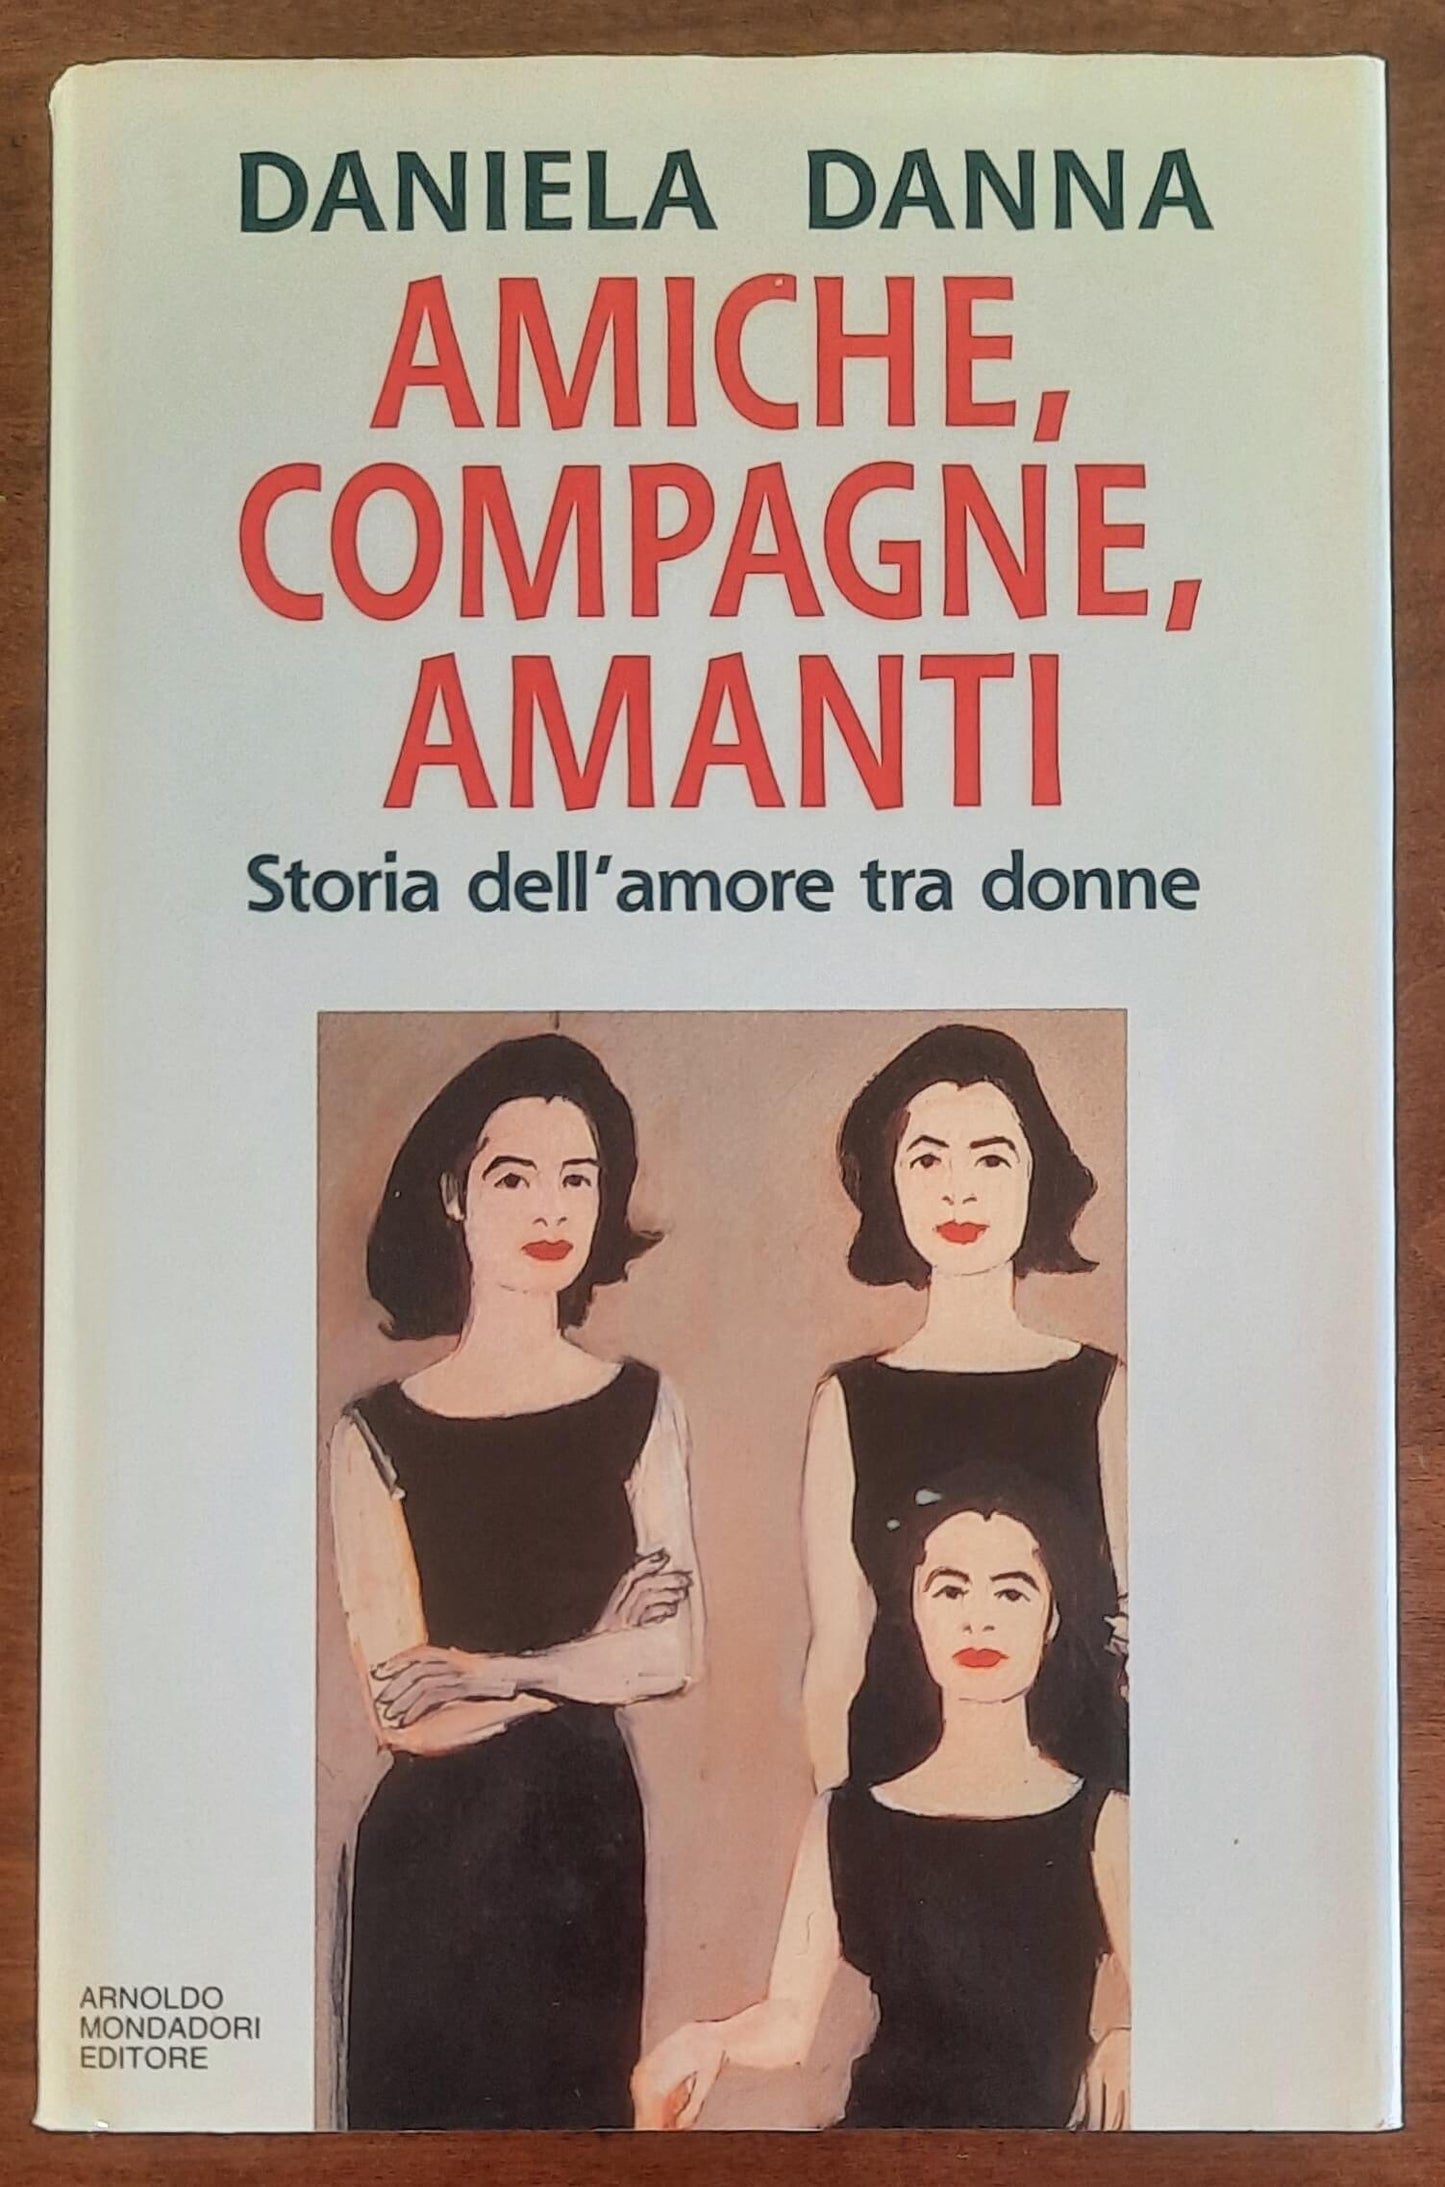 DANIELA DANNA
AMICHE,
COMPAGNE,
AMANTI
Storia dell'amore tra donne
ARNOLDO
MONDADORI
EDITORE